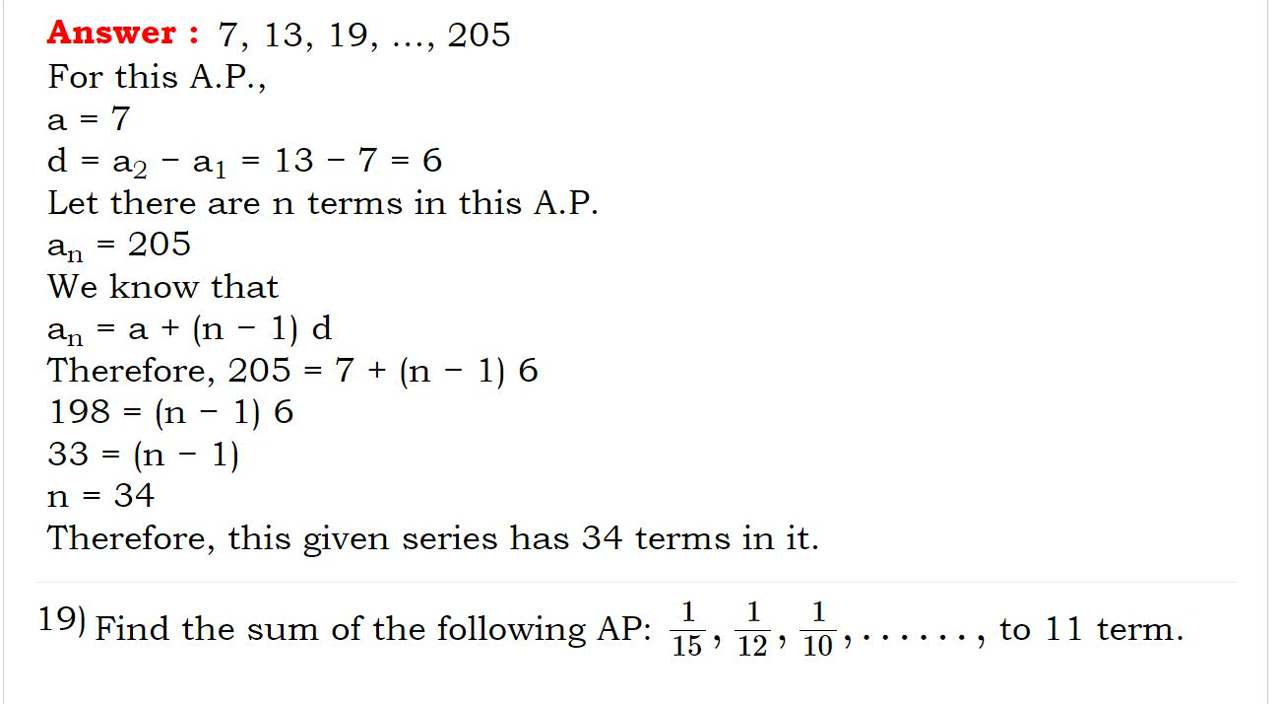 Answer : 7, 13, 19, …, 205
For this A.P.,
a = 7
d = a₂ − a₁ = 13 − 7 = 6
Let there are n terms in this A.P.
aₙ = 205
We know that
aₙ = a + (n − 1) d
Therefore, 205 = 7 + (n − 1) 6
198 = (n − 1) 6
33 = (n − 1)
n = 34
Therefore, this given series has 34 terms in it.
19) Find the sum of the following AP: 1/15, 1/12, 1/10, . . . . . . , to 11 term.